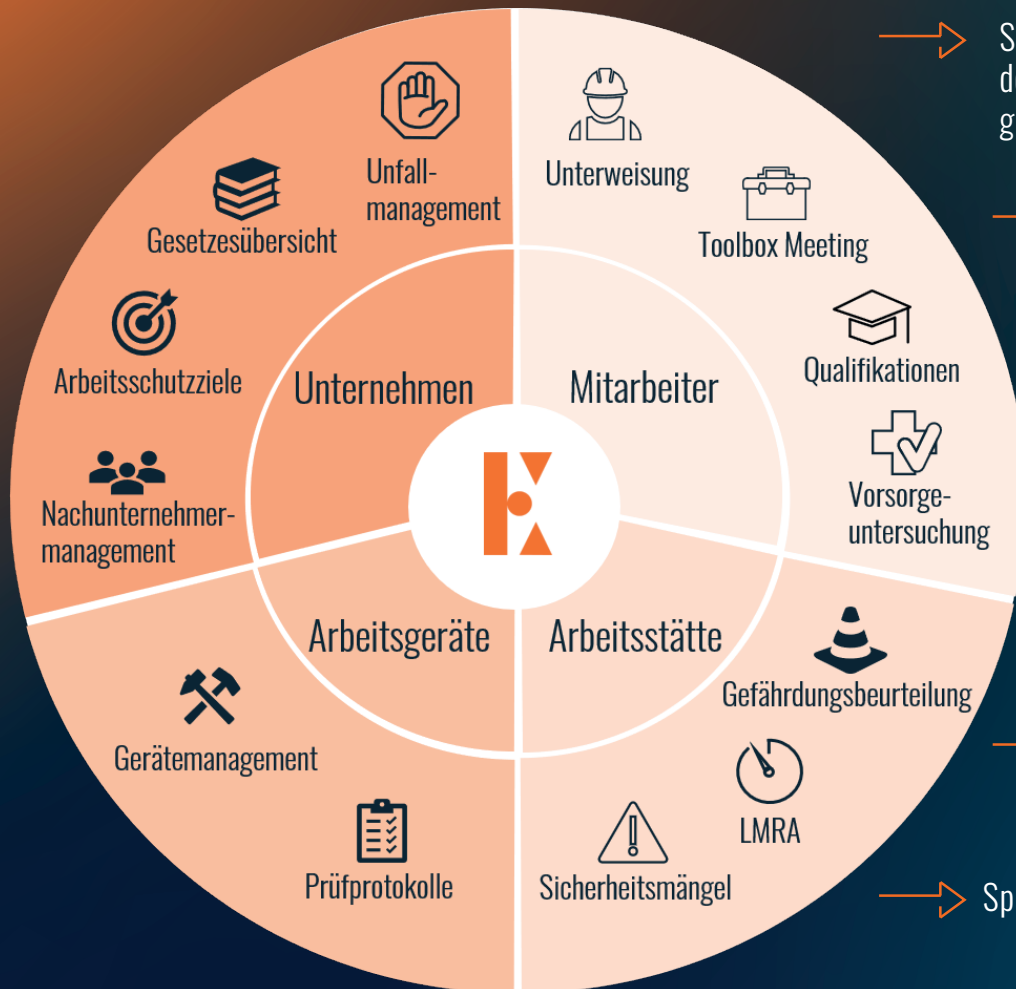 Unfall-
management
Gesetzesübersicht
Arbeitsschutzziele
Nachunternehmer-
management
Unternehmen
Unterweisung
Toolbox Meeting
Qualifikationen
Vorsorge-
untersuchung
Mitarbeiter
Arbeitsgeräte
Gerätemanagement
Prüfprotokolle
Arbeitsstätte
Gefährdungsbeurteilung
LMRA
Sicherheitsmängel